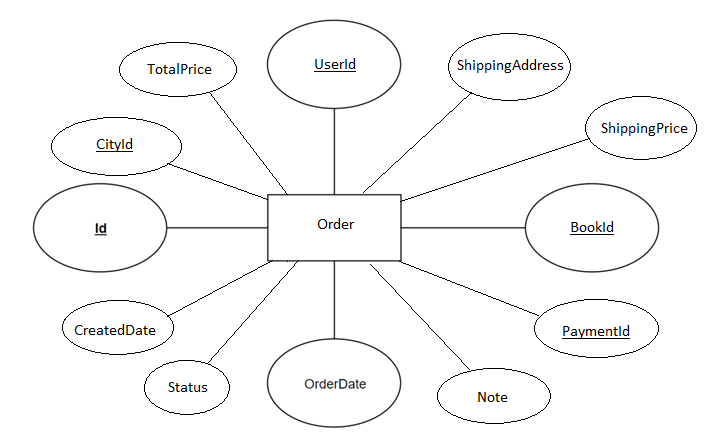 UserId
ShippingAddress
TotalPrice
ShippingPrice
CityId
Order
Id
BookId
CreatedDate
PaymentId
Status
OrderDate
Note